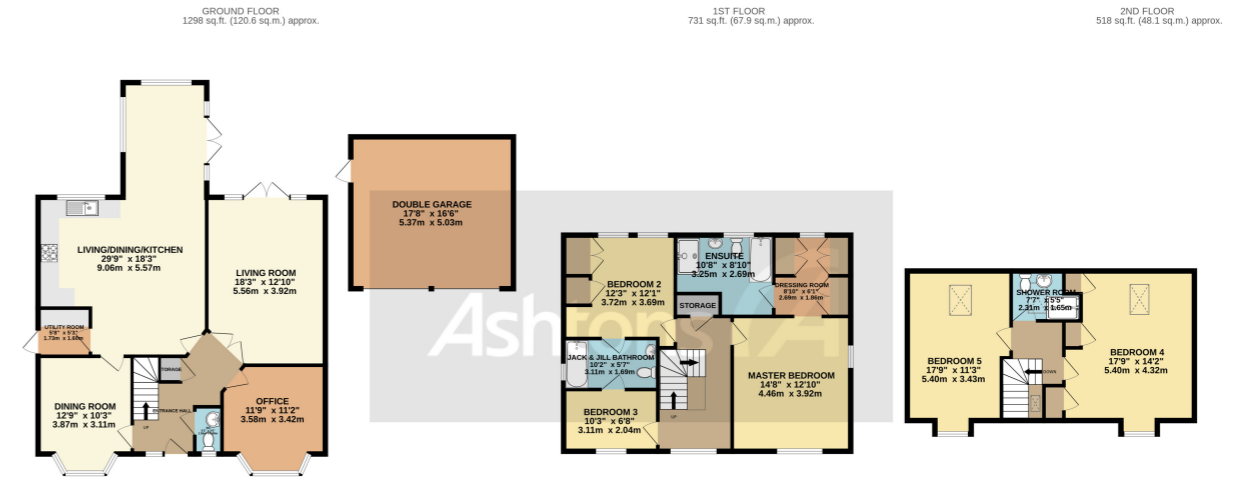 GROUND FLOOR
1298 sq.ft. (120.6 sq.m.) approx.
1ST FLOOR
731 sq.ft. (67.9 sq.m.) approx.
2ND FLOOR
518 sq.ft. (48.1 sq.m.) approx.
LIVING/DINING/KITCHEN
29'9" x 18'3"
9.06m x 5.57m
LIVING ROOM
18'3" x 12'10"
5.56m x 3.92m
UTILITY ROOM
5'8" x 5'3"
1.73m x 1.60m
STORAGE
DINING ROOM
12'9" x 10'3"
3.87m x 3.11m
ENTRANCE HALL
UP
OFFICE
11'9" x 11'2"
3.58m x 3.42m
DOUBLE GARAGE
17'8" x 16'6"
5.37m x 5.03m
Ashtons
BEDROOM 2
12'3" x 12'1"
3.72m x 3.69m
ENSUITE
10'8" x 8'10"
3.25m x 2.69m
DRESSING ROOM
8'10" x 6'1"
2.69m x 1.86m
STORAGE
JACK & JILL BATHROOM
10'2" x 5'7"
3.11m x 1.69m
MASTER BEDROOM
14'8" x 12'10"
4.46m x 3.92m
BEDROOM 3
10'3" x 6'8"
3.11m x 2.04m
UP
SHOWER ROOM
7'7" x 5'5"
2.31m x 1.65m
BEDROOM 5
17'9" x 11'3"
5.40m x 3.43m
DOWN
BEDROOM 4
17'9" x 14'2"
5.40m x 4.32m